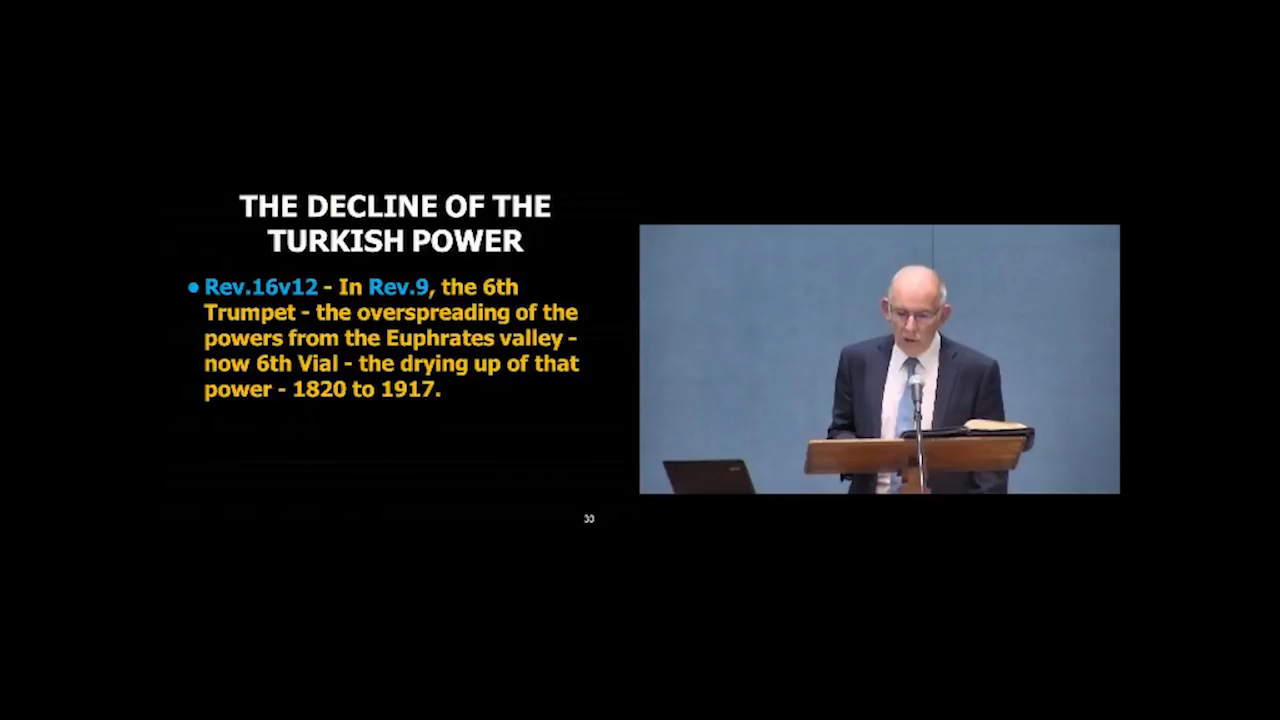 THE DECLINE OF THE
TURKISH POWER
• Rev.16v12 - In Rev.9, the 6th
Trumpet - the overspreading of the
powers from the Euphrates valley -
now 6th Vial - the drying up of that
power - 1820 to 1917.
33